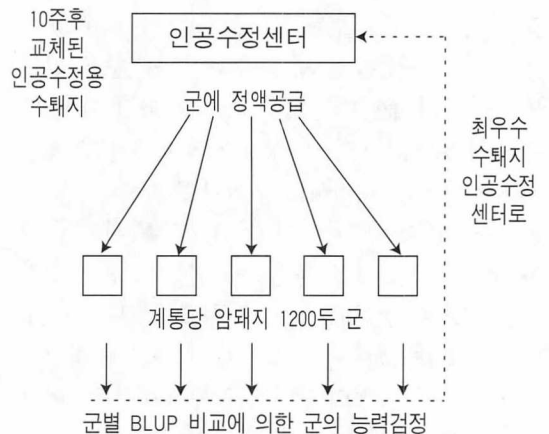 10주후
교체된
인공수정용
수퇘지
인공수정센터
군에 정액공급
최우수
수퇘지
인공수정
센터로
계통당 암퇘지 1200두 군
군별 BLUP 비교에 의한 군의 능력검정